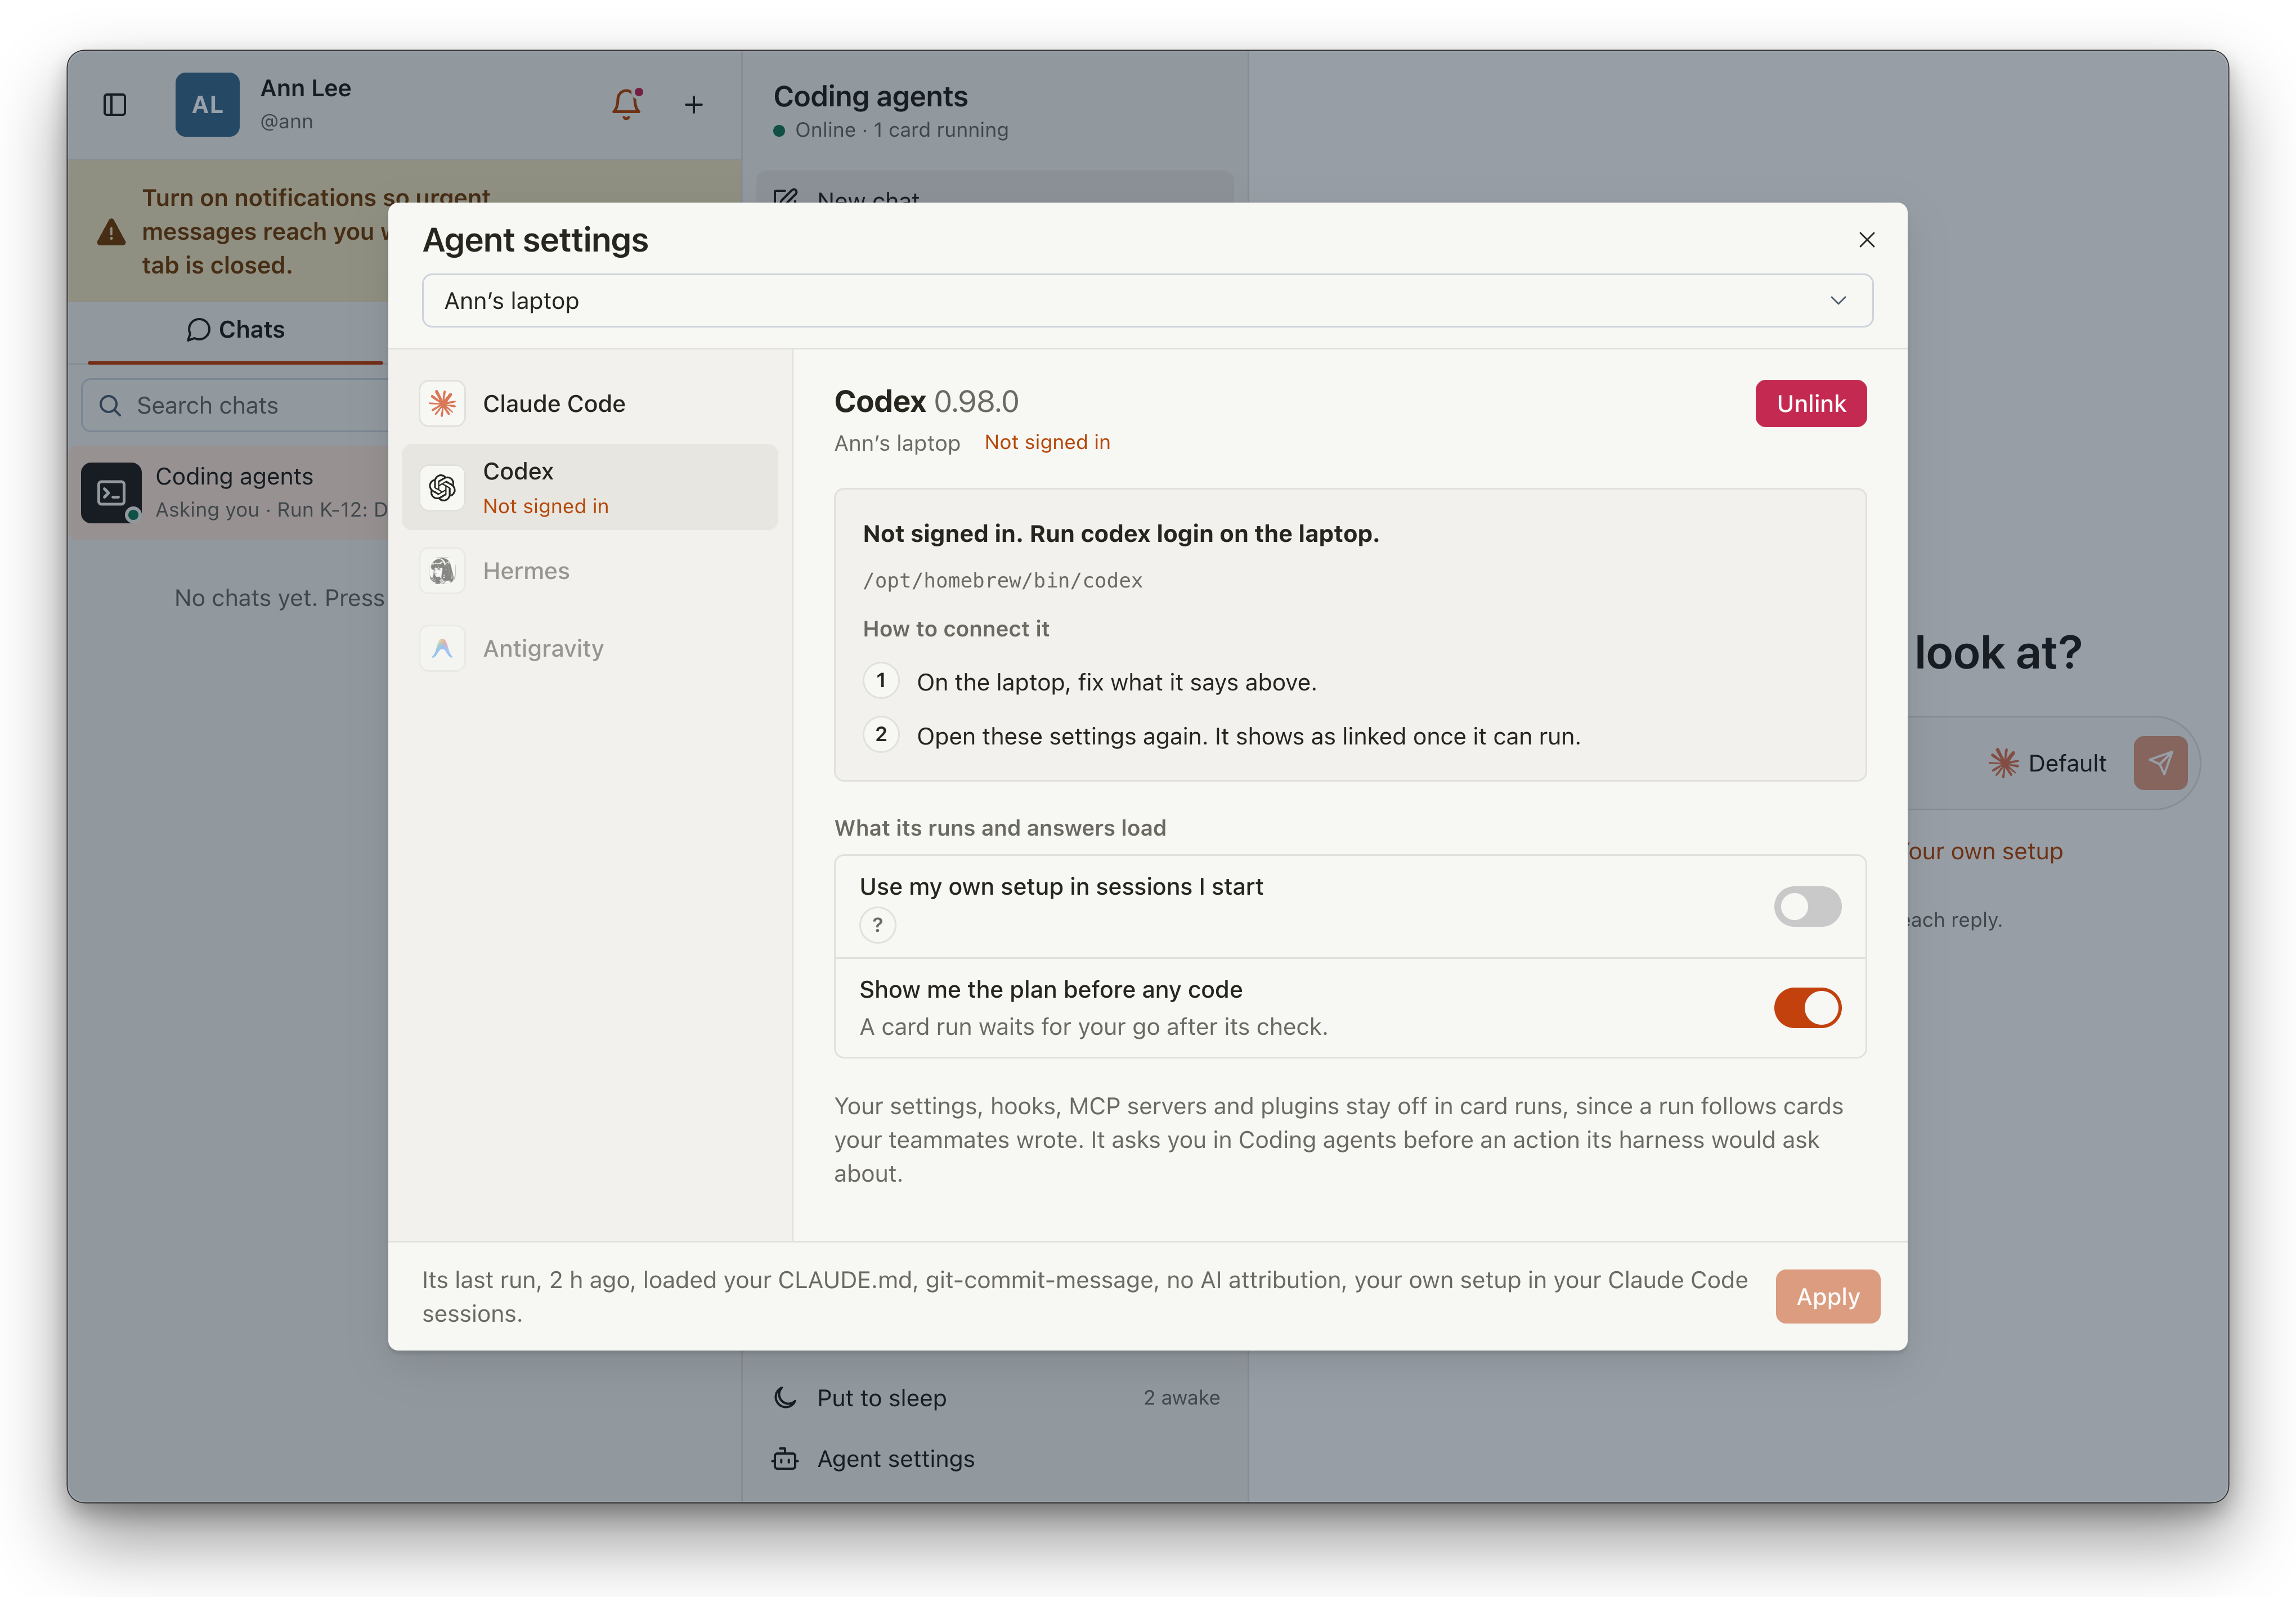 AL
Ann Lee
@ann
Turn on notifications so urgent
messages reach you
tab is closed.
Chats
Search chats
Coding agents
Asking you · Run K-12:
No chats yet. Press
Coding agents
Online · 1 card running
New chat
Agent settings
Ann’s laptop
Claude Code
Codex
Not signed in
Hermes
Antigravity
Codex 0.98.0
Unlink
Ann’s laptop Not signed in
Not signed in. Run codex login on the laptop.
/opt/homebrew/bin/codex
How to connect it
1 On the laptop, fix what it says above.
2 Open these settings again. It shows as linked once it can run.
What its runs and answers load
Use my own setup in sessions I start
?
Show me the plan before any code
A card run waits for your go after its check.
Your settings, hooks, MCP servers and plugins stay off in card runs, since a run follows cards
your teammates wrote. It asks you in Coding agents before an action its harness would ask
about.
Its last run, 2 h ago, loaded your CLAUDE.md, git-commit-message, no AI attribution, your own setup in your Claude Code
sessions.
Apply
look at?
Default
own setup
reply.
Put to sleep 2 awake
Agent settings